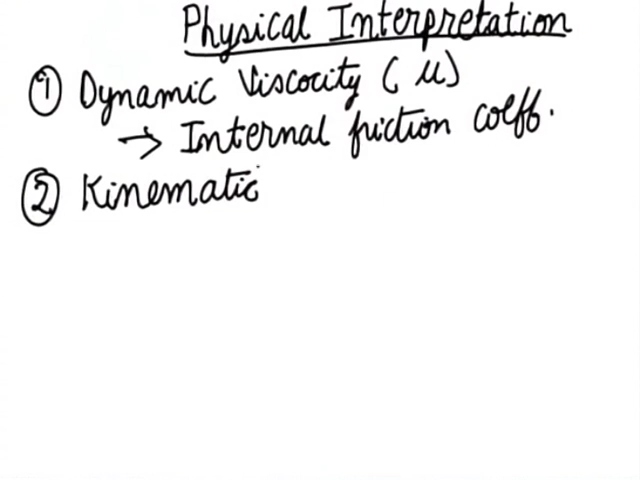 Physical Interpretation
① Dynamic Viscocity (μ)
→ Internal friction coeff.
② Kinematic